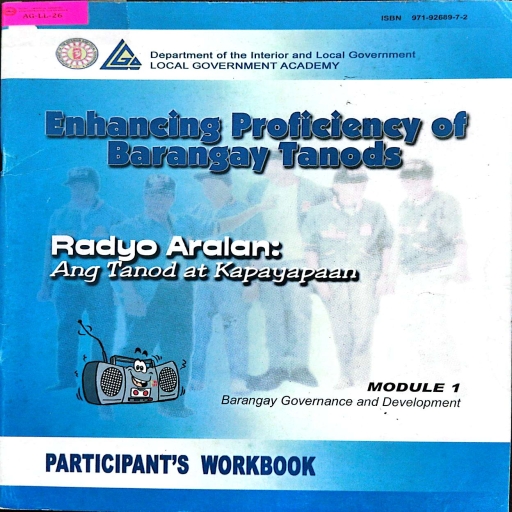 AG-LL-26
ISBN 971-92689-7-2
LGA
Department of the Interior and Local Government
LOCAL GOVERNMENT ACADEMY
Enhancing Proficiency of
Barangay Tanods
Radyo Aralan:
Ang Tanod at Kapayapaan
MODULE 1
Barangay Governance and Development
PARTICIPANT'S WORKBOOK